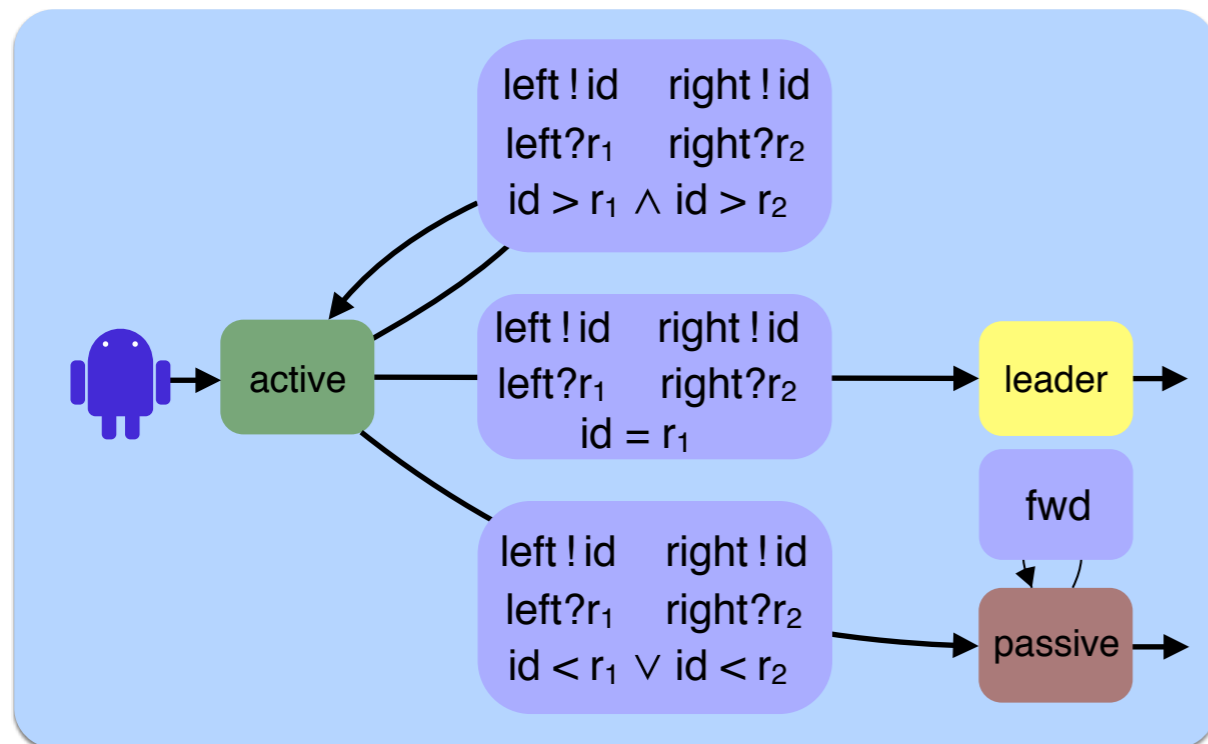 left ! id right ! id
left?r₁ right?r₂
id > r₁ ∧ id > r₂
active
left ! id right ! id
left?r₁ right?r₂
id = r₁
leader
fwd
left ! id right ! id
left?r₁ right?r₂
id < r₁ ∨ id < r₂
passive